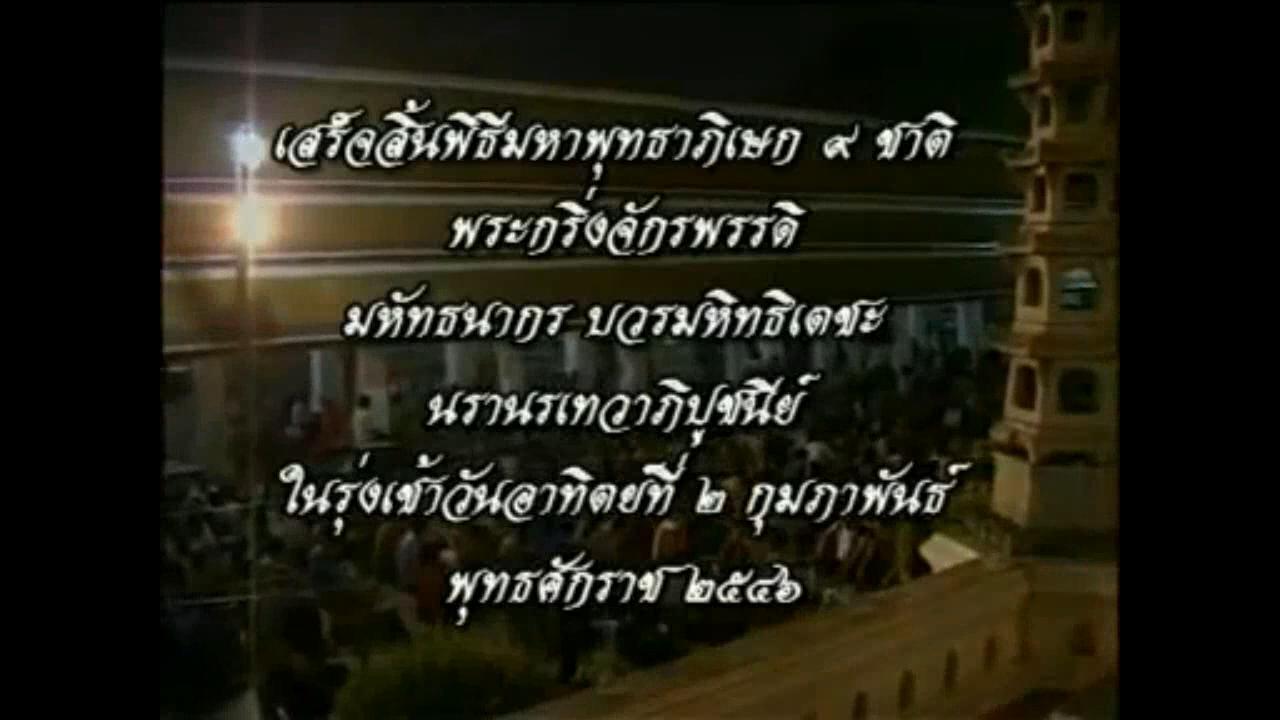 เสร็จสิ้นพิธีมหาพุทธาภิเษก ๙ ชาติ
พระกริ่งจักรพรรดิ
มหัทธนากร บวรมหิทธิเดชะ
นรานรเทวาภิปูชนีย์
ในรุ่งเช้าวันอาทิตย์ที่ ๒ กุมภาพันธ์
พุทธศักราช ๒๕๔๖